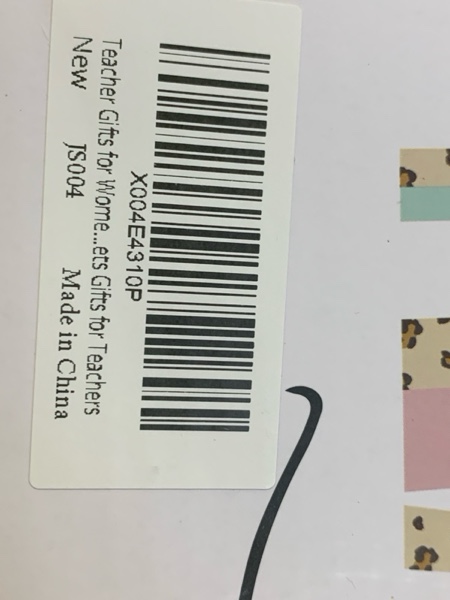 X004E4310P
Teacher Gifts for Wome...ets Gifts for Teachers
New JS004 Made in China